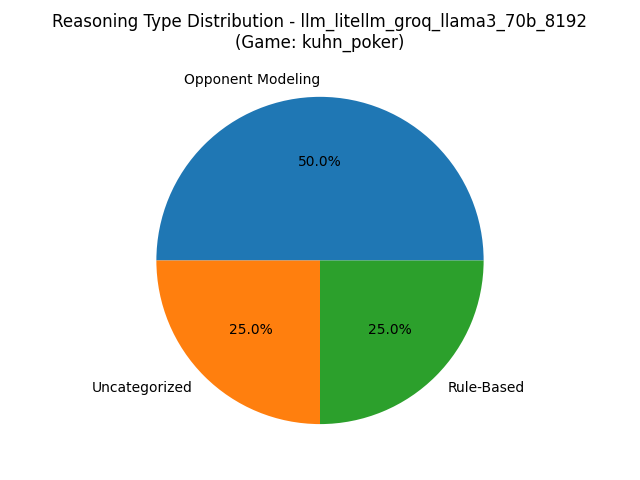 Reasoning Type Distribution - llm_litellm_groq_llama3_70b_8192
(Game: kuhn_poker)
Opponent Modeling
50.0%
25.0%
25.0%
Uncategorized
Rule-Based